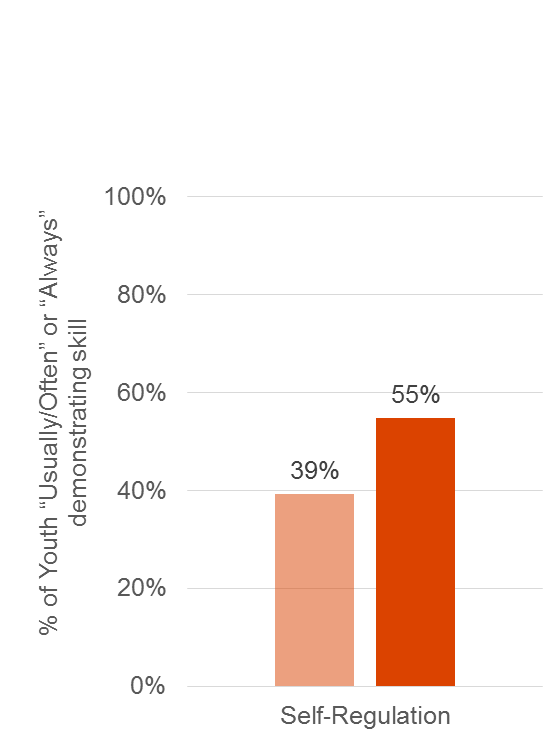 % of Youth “Usually/Often” or “Always”
demonstrating skill
100%
80%
60%
40%
20%
0%
39%
55%
Self-Regulation